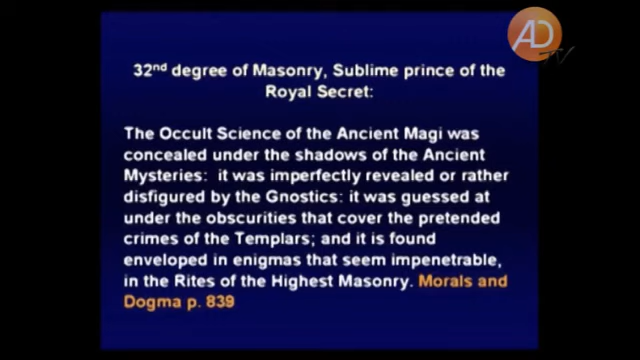 AD
TV
32nd degree of Masonry, Sublime prince of the
Royal Secret:
The Occult Science of the Ancient Magi was
concealed under the shadows of the Ancient
Mysteries: it was imperfectly revealed or rather
disfigured by the Gnostics: it was guessed at
under the obscurities that cover the pretended
crimes of the Templars; and it is found
enveloped in enigmas that seem impenetrable,
in the Rites of the Highest Masonry. Morals and
Dogma p. 839